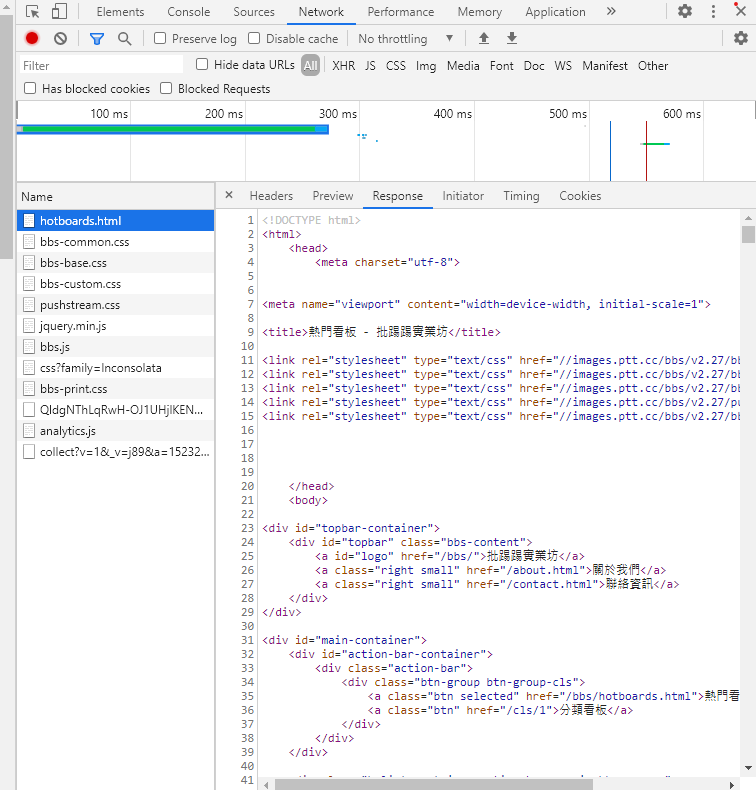 Elements Console Sources Network Performance Memory Application »
Preserve log Disable cache No throttling
Filter Hide data URLs All XHR JS CSS Img Media Font Doc WS Manifest Other
Has blocked cookies Blocked Requests
100 ms 200 ms 300 ms 400 ms 500 ms 600 ms
Name
hotboards.html
bbs-common.css
bbs-base.css
bbs-custom.css
pushstream.css
jquery.min.js
bbs.js
css?family=Inconsolata
bbs-print.css
QldgNThLqRwH-OJ1UHjlKEN...
analytics.js
collect?v=1&_v=j89&a=15232...
× Headers Preview Response Initiator Timing Cookies
1 <!DOCTYPE html>
2 <html>
3 <head>
4 <meta charset="utf-8">
5
6
7 <meta name="viewport" content="width=device-width, initial-scale=1">
8
9 <title>熱門看板 - 批踢踢實業坊</title>
10
11 <link rel="stylesheet" type="text/css" href="//images.ptt.cc/bbs/v2.27/bb
12 <link rel="stylesheet" type="text/css" href="//images.ptt.cc/bbs/v2.27/bb
13 <link rel="stylesheet" type="text/css" href="//images.ptt.cc/bbs/v2.27/bb
14 <link rel="stylesheet" type="text/css" href="//images.ptt.cc/bbs/v2.27/pu
15 <link rel="stylesheet" type="text/css" href="//images.ptt.cc/bbs/v2.27/bb
16
17
18
19
20 </head>
21 <body>
22
23 <div id="topbar-container">
24 <div id="topbar" class="bbs-content">
25 <a id="logo" href="/bbs/">批踢踢實業坊</a>
26 <a class="right small" href="/about.html">關於我們</a>
27 <a class="right small" href="/contact.html">聯絡資訊</a>
28 </div>
29 </div>
30
31 <div id="main-container">
32 <div id="action-bar-container">
33 <div class="action-bar">
34 <div class="btn-group btn-group-cls">
35 <a class="btn selected" href="/bbs/hotboards.html">熱門看
36 <a class="btn" href="/cls/1">分類看板</a>
37 </div>
38 </div>
39 </div>
40
41